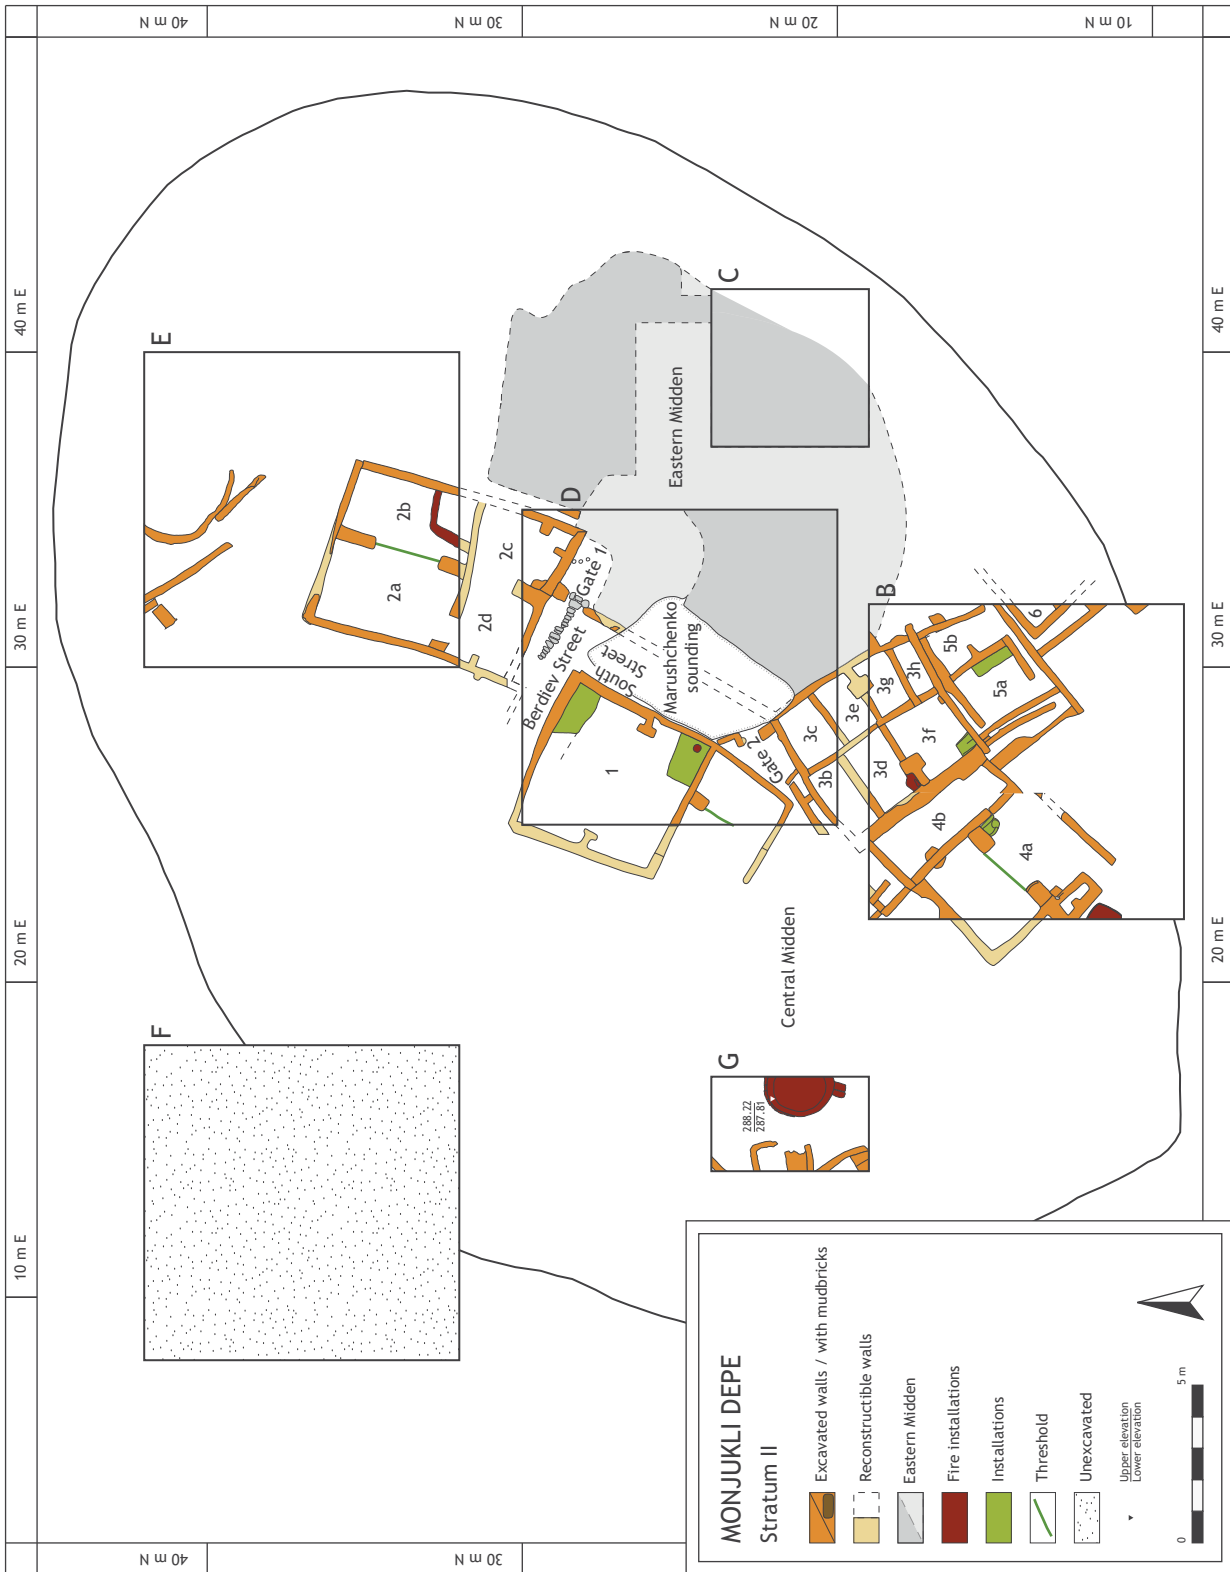 40 m N
30 m N
20 m N
10 m N
10 m E
20 m E
30 m E
40 m E
F
E
2a
2b
2c
2d
D
Berdiev Street
Gate 1
South
Street
Marushchenko
sounding
1
Gate 2
Eastern Midden
C
Central Midden
G
288.22
287.81
B
3b
3c
3d
3e
3f
3g
3h
4a
4b
5a
5b
6
40 m N
30 m N
20 m E
30 m E
40 m E
MONJUKLI DEPE
Stratum II
Excavated walls / with mudbricks
Reconstructible walls
Eastern Midden
Fire installations
Installations
Threshold
Unexcavated
Upper elevation
Lower elevation
0
5 m